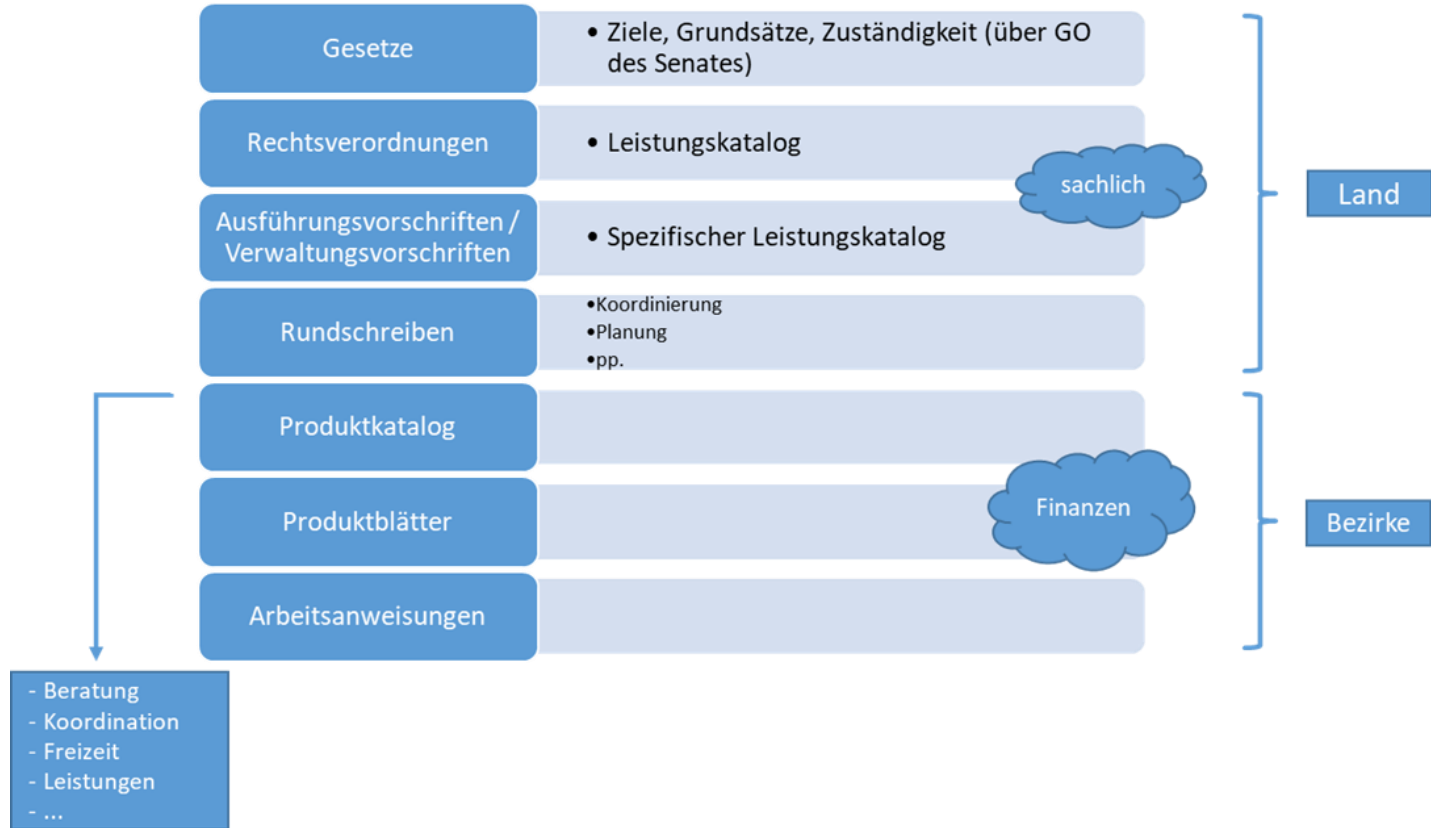 Gesetze
• Ziele, Grundsätze, Zuständigkeit (über GO
des Senates)
Rechtsverordnungen
• Leistungskatalog
sachlich
Land
Ausführungsvorschriften /
Verwaltungsvorschriften
• Spezifischer Leistungskatalog
Rundschreiben
•Koordinierung
•Planung
•pp.
Produktkatalog
Produktblätter
Finanzen
Bezirke
Arbeitsanweisungen
- Beratung
- Koordination
- Freizeit
- Leistungen
- ...